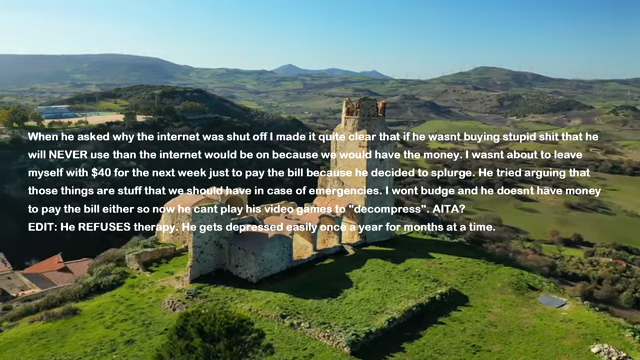 When he asked why the internet was shut off I made it quite clear that if he wasnt buying stupid shit that he
will NEVER use than the internet would be on because we would have the money. I wasnt about to leave
myself with $40 for the next week just to pay the bill because he decided to splurge. He tried arguing that
those things are stuff that we should have in case of emergencies. I wont budge and he doesnt have money
to pay the bill either so now he cant play his video games to "decompress". AITA?
EDIT: He REFUSES therapy. He gets depressed easily once a year for months at a time.